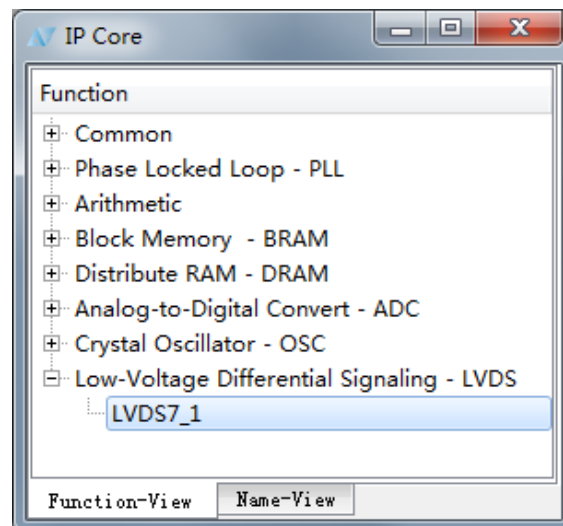 IP Core
Function
Common
Phase Locked Loop - PLL
Arithmetic
Block Memory - BRAM
Distribute RAM - DRAM
Analog-to-Digital Convert - ADC
Crystal Oscillator - OSC
Low-Voltage Differential Signaling - LVDS
LVDS7_1
Function-View Name-View